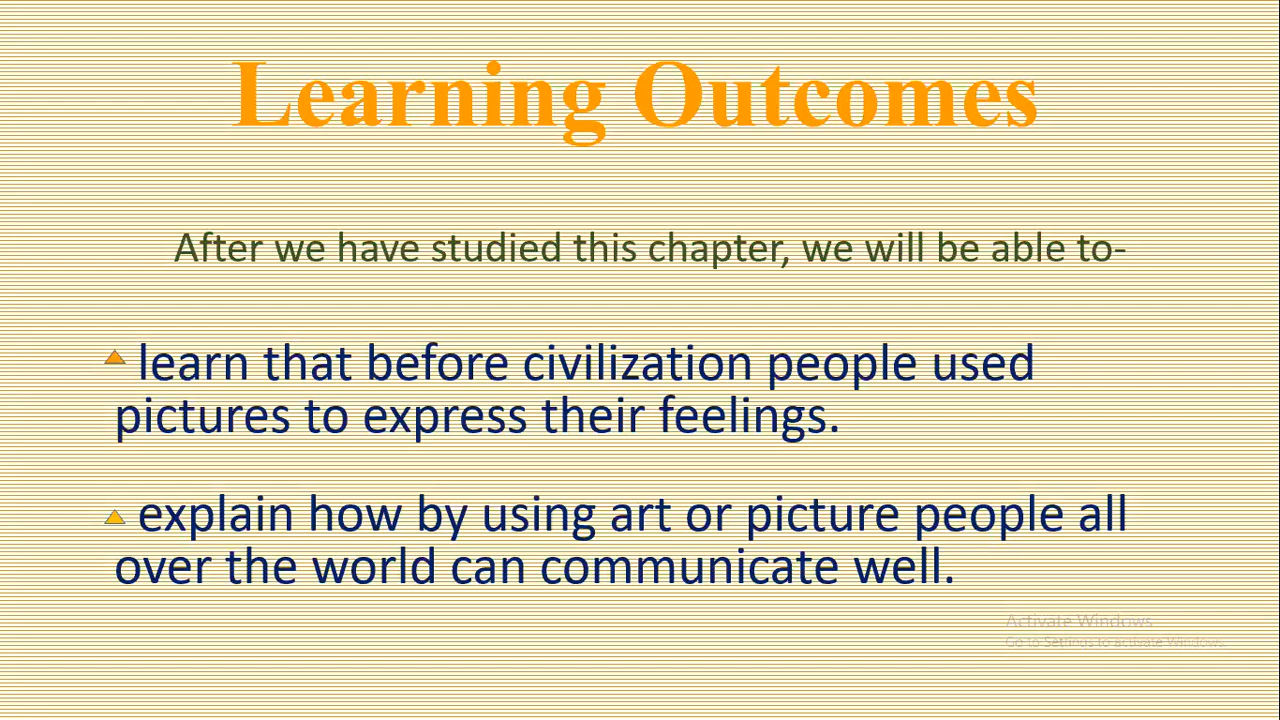 Learning Outcomes
After we have studied this chapter, we will be able to-
learn that before civilization people used
pictures to express their feelings.
explain how by using art or picture people all
over the world can communicate well.
Activate Windows
Go to Settings to activate Windows.